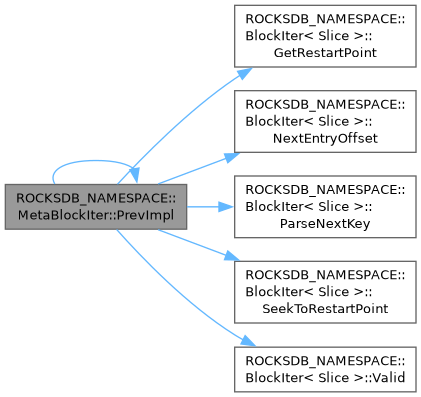 ROCKSDB_NAMESPACE::
BlockIter< Slice >::
GetRestartPoint
ROCKSDB_NAMESPACE::
BlockIter< Slice >::
NextEntryOffset
ROCKSDB_NAMESPACE::
MetaBlockIter::PrevImpl
ROCKSDB_NAMESPACE::
BlockIter< Slice >::
ParseNextKey
ROCKSDB_NAMESPACE::
BlockIter< Slice >::
SeekToRestartPoint
ROCKSDB_NAMESPACE::
BlockIter< Slice >::Valid